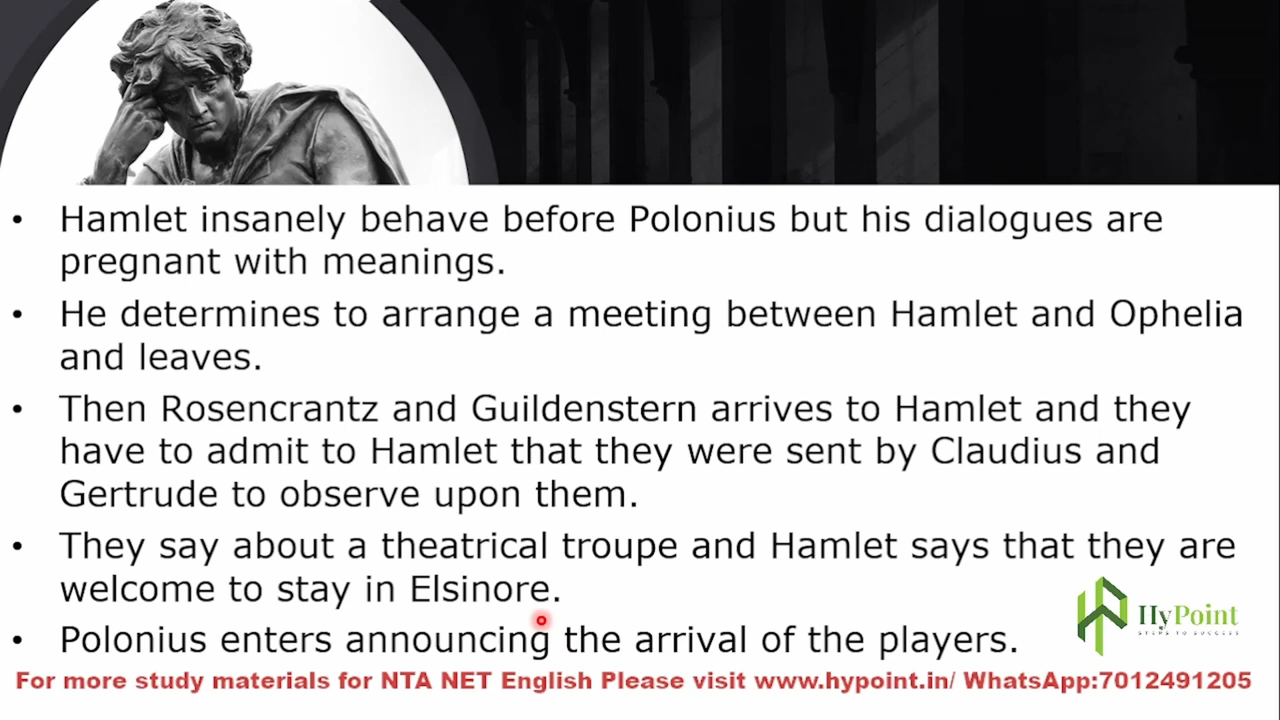 • Hamlet insanely behave before Polonius but his dialogues are
pregnant with meanings.
• He determines to arrange a meeting between Hamlet and Ophelia
and leaves.
• Then Rosencrantz and Guildenstern arrives to Hamlet and they
have to admit to Hamlet that they were sent by Claudius and
Gertrude to observe upon them.
• They say about a theatrical troupe and Hamlet says that they are
welcome to stay in Elsinore.
• Polonius enters announcing the arrival of the players.
HyPoint
STEPS TO SUCCESS
For more study materials for NTA NET English Please visit www.hypoint.in/ WhatsApp:7012491205